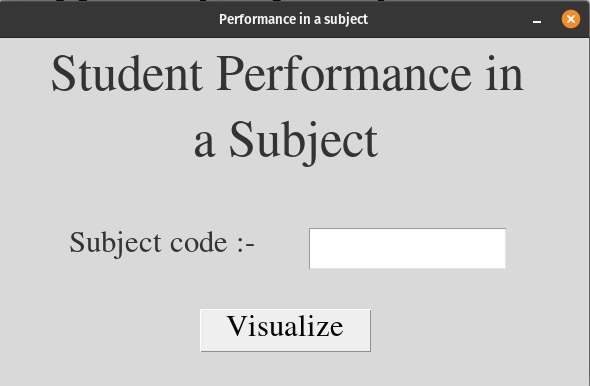 Performance in a subject
Student Performance in
a Subject
Subject code :-
Visualize